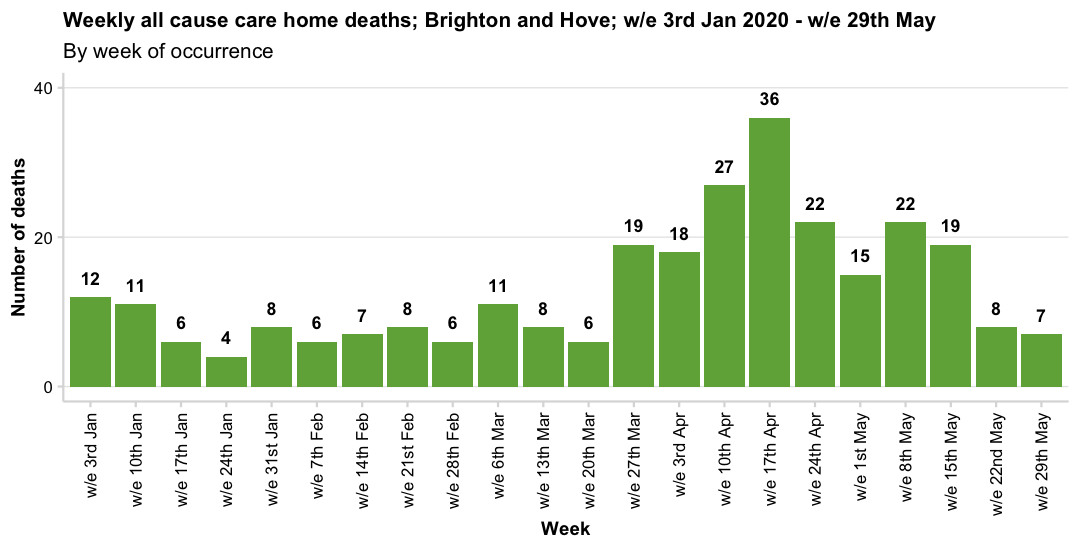 Weekly all cause care home deaths; Brighton and Hove; w/e 3rd Jan 2020 - w/e 29th May
By week of occurrence
Number of deaths
40
20
0
12
11
6
4
8
6
7
8
6
11
8
6
19
18
27
36
22
15
22
19
8
7
w/e 3rd Jan
w/e 10th Jan
w/e 17th Jan
w/e 24th Jan
w/e 31st Jan
w/e 7th Feb
w/e 14th Feb
w/e 21st Feb
w/e 28th Feb
w/e 6th Mar
w/e 13th Mar
w/e 20th Mar
w/e 27th Mar
w/e 3rd Apr
w/e 10th Apr
w/e 17th Apr
w/e 24th Apr
w/e 1st May
w/e 8th May
w/e 15th May
w/e 22nd May
w/e 29th May
Week